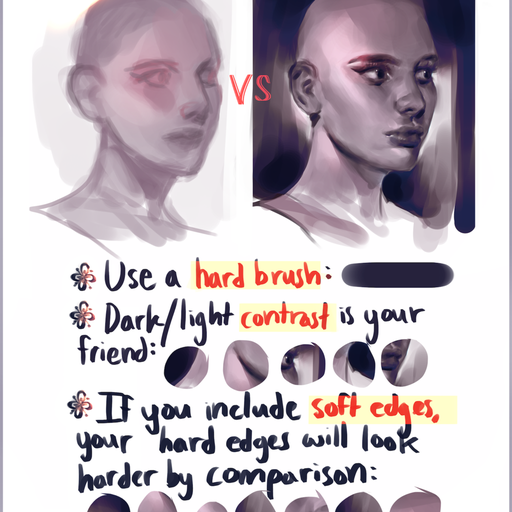 VS
Use a hard brush:
Dark/light contrast is your
friend:
If you include soft edges,
your hard edges will look
harder by comparison: